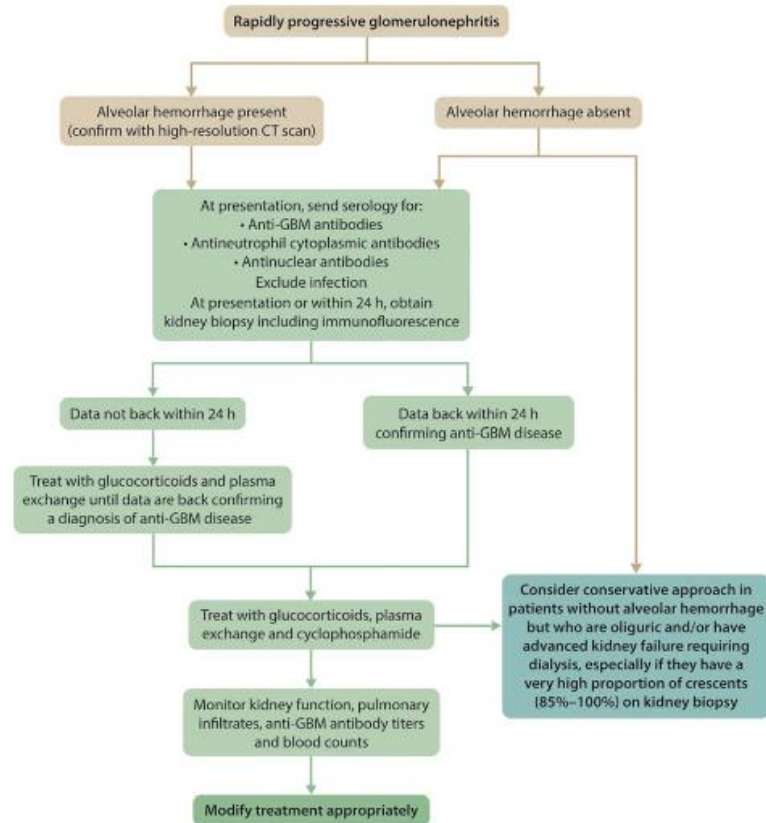 Rapidly progressive glomerulonephritis
Alveolar hemorrhage present
(confirm with high-resolution CT scan)
Alveolar hemorrhage absent
At presentation, send serology for:
• Anti-GBM antibodies
• Antineutrophil cytoplasmic antibodies
• Antinuclear antibodies
Exclude infection
At presentation or within 24 h, obtain
kidney biopsy including immunofluorescence
Data not back within 24 h
Data back within 24 h
confirming anti-GBM disease
Treat with glucocorticoids and plasma
exchange until data are back confirming
a diagnosis of anti-GBM disease
Treat with glucocorticoids, plasma
exchange and cyclophosphamide
Consider conservative approach in
patients without alveolar hemorrhage
but who are oliguric and/or have
advanced kidney failure requiring
dialysis, especially if they have a
very high proportion of crescents
(85%–100%) on kidney biopsy
Monitor kidney function, pulmonary
infiltrates, anti-GBM antibody titers
and blood counts
Modify treatment appropriately